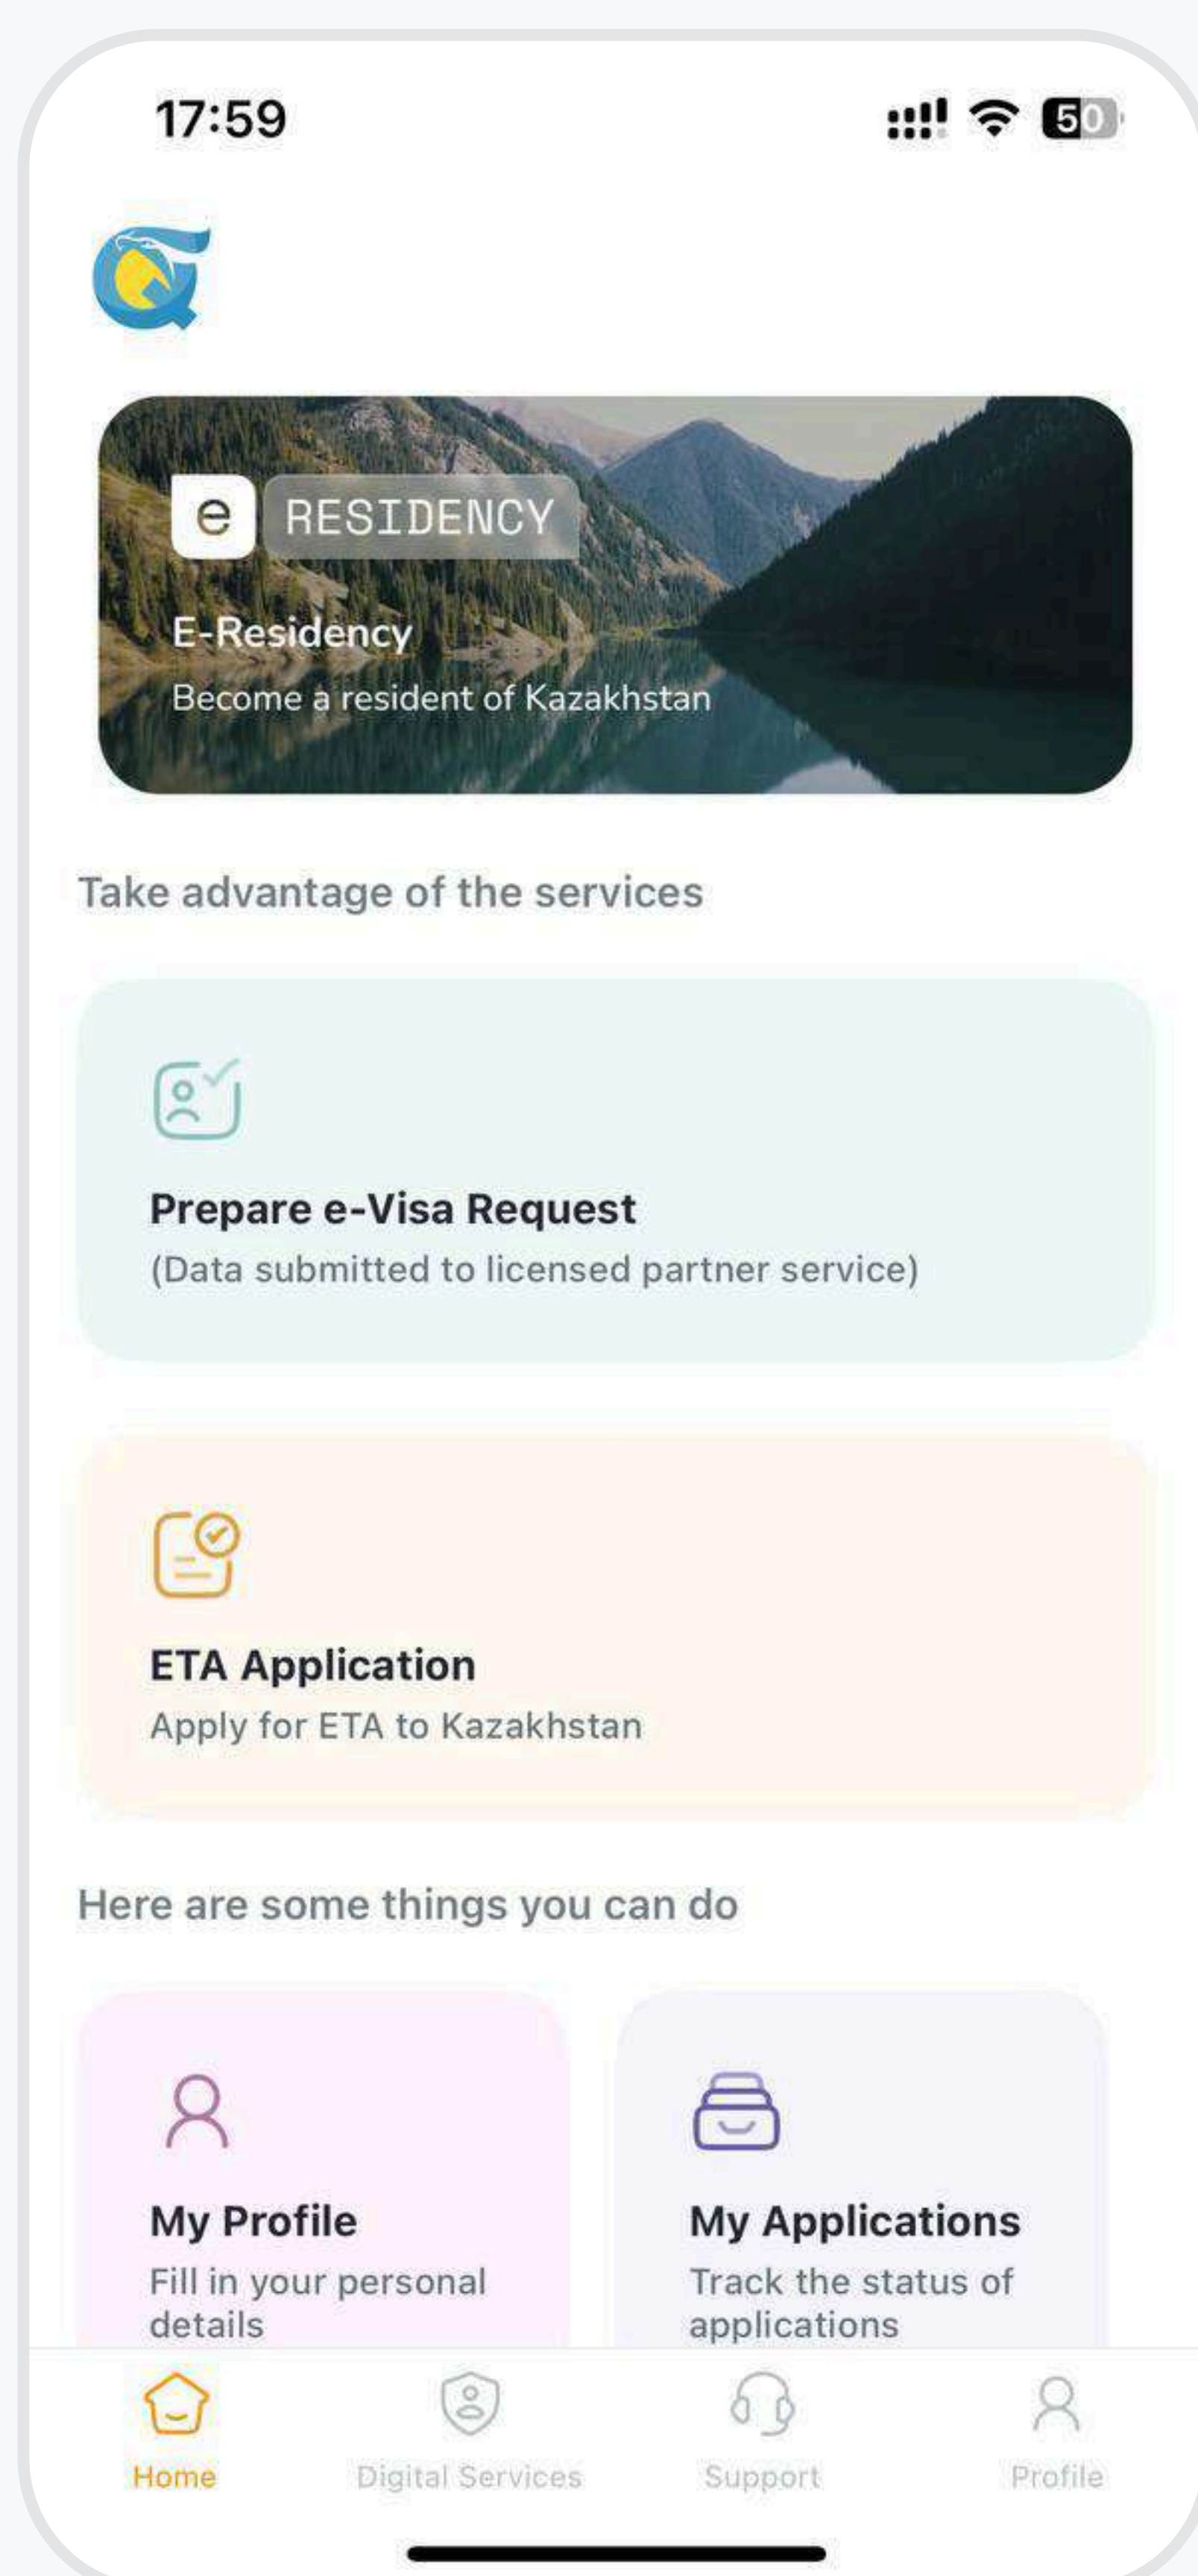 17:59
50
e RESIDENCY
E-Residency
Become a resident of Kazakhstan
Take advantage of the services
Prepare e-Visa Request
(Data submitted to licensed partner service)
ETA Application
Apply for ETA to Kazakhstan
Here are some things you can do
My Profile
Fill in your personal
details
My Applications
Track the status of
applications
Home
Digital Services
Support
Profile